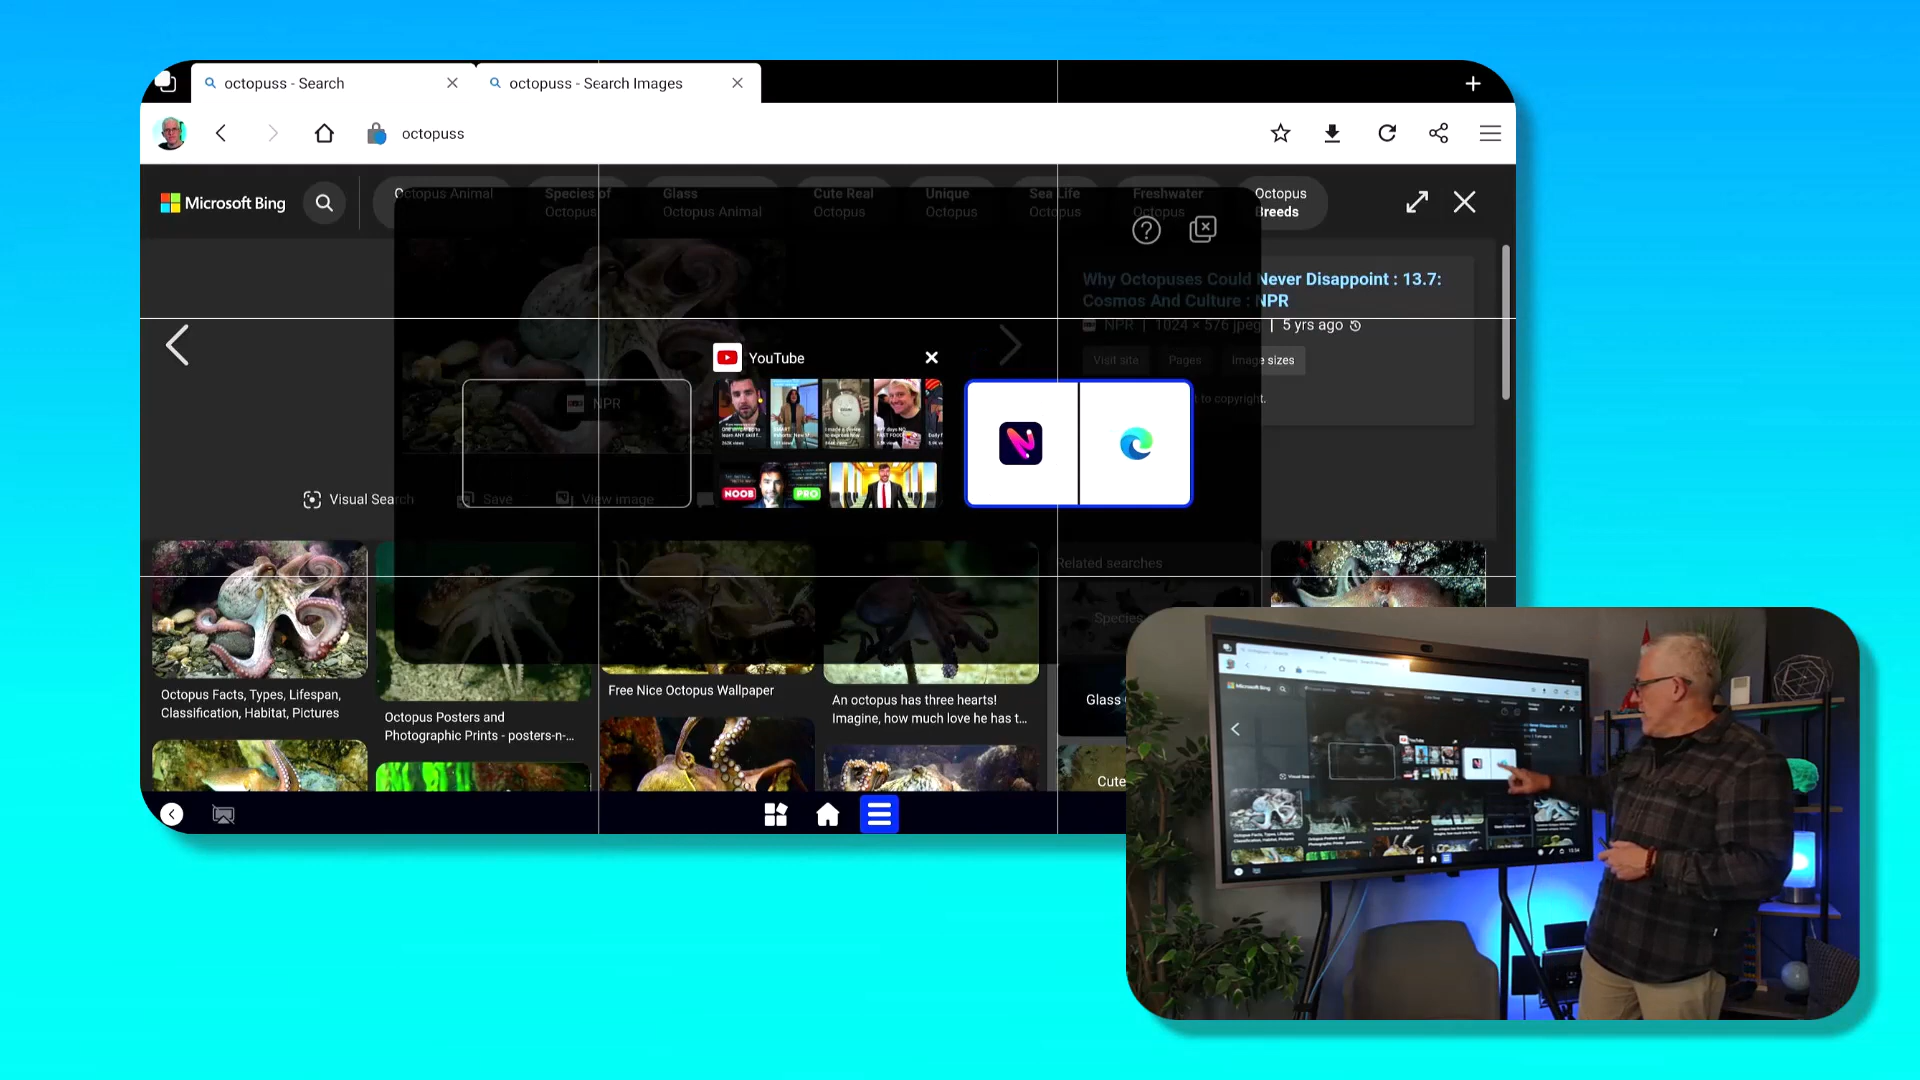 octopuss - Search
octopuss - Search Images
octopuss
Microsoft Bing
Octopus Animal
Species of
Octopus
Glass
Octopus Animal
Cute Real
Octopus
Unique
Octopus
Sea Life
Octopus
Freshwater
Octopus
Octopus
Breeds
Why Octopuses Could Never Disappoint : 13.7:
Cosmos And Culture : NPR
NPR | 1024 × 576 jpeg | 5 yrs ago
Visit site
Pages
Image sizes
t to copyright.
YouTube
NPR
NOOB
PRO
Visual Search
Save
View image
Related searches
Species
Octopus Facts, Types, Lifespan,
Classification, Habitat, Pictures
Octopus Posters and
Photographic Prints - posters-n-...
Free Nice Octopus Wallpaper
An octopus has three hearts!
Imagine, how much love he has t...
Glass
Cute